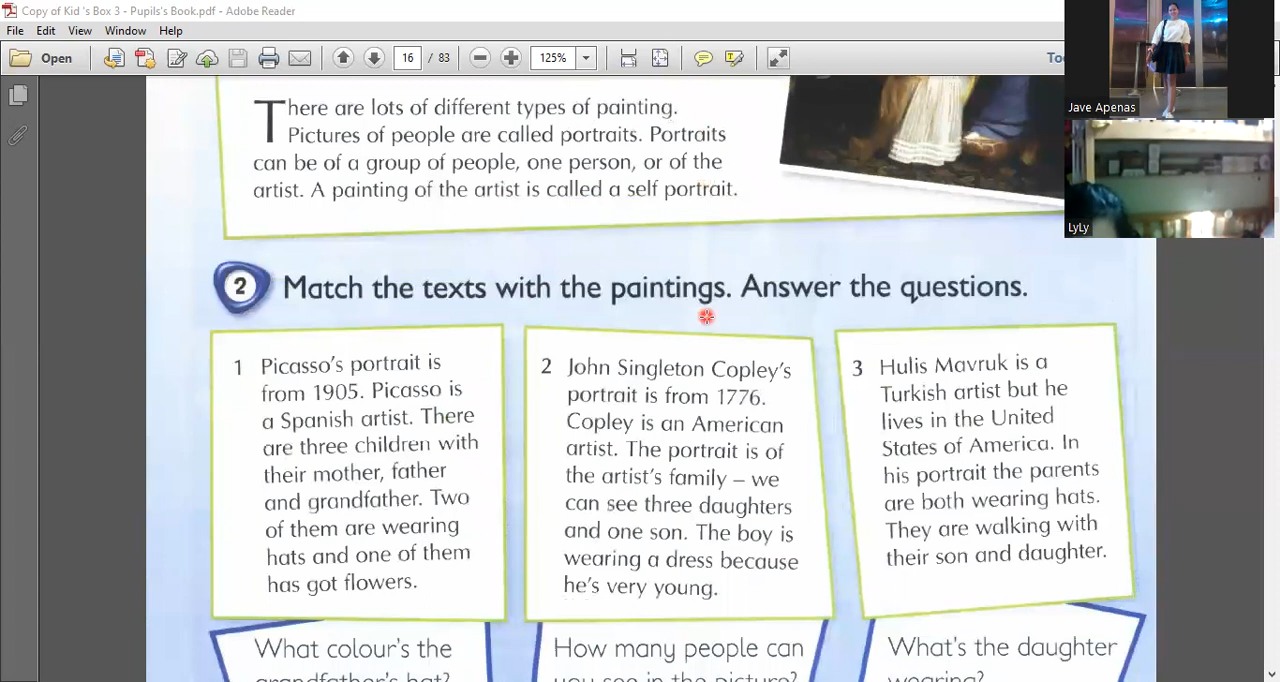 Copy of Kid 's Box 3 - Pupil's Book.pdf - Adobe Reader
File Edit View Window Help
Open 16 / 83 125%
Jave Apenas
LyLy
There are lots of different types of painting.
Pictures of people are called portraits. Portraits
can be of a group of people, one person, or of the
artist. A painting of the artist is called a self portrait.
2 Match the texts with the paintings. Answer the questions.
1 Picasso's portrait is
from 1905. Picasso is
a Spanish artist. There
are three children with
their mother, father
and grandfather. Two
of them are wearing
hats and one of them
has got flowers.
2 John Singleton Copley's
portrait is from 1776.
Copley is an American
artist. The portrait is of
the artist's family – we
can see three daughters
and one son. The boy is
wearing a dress because
he's very young.
3 Hulis Mavruk is a
Turkish artist but he
lives in the United
States of America. In
his portrait the parents
are both wearing hats.
They are walking with
their son and daughter.
What colour's the
grandfather's hat?
How many people can
you see in the picture?
What's the daughter
wearing?